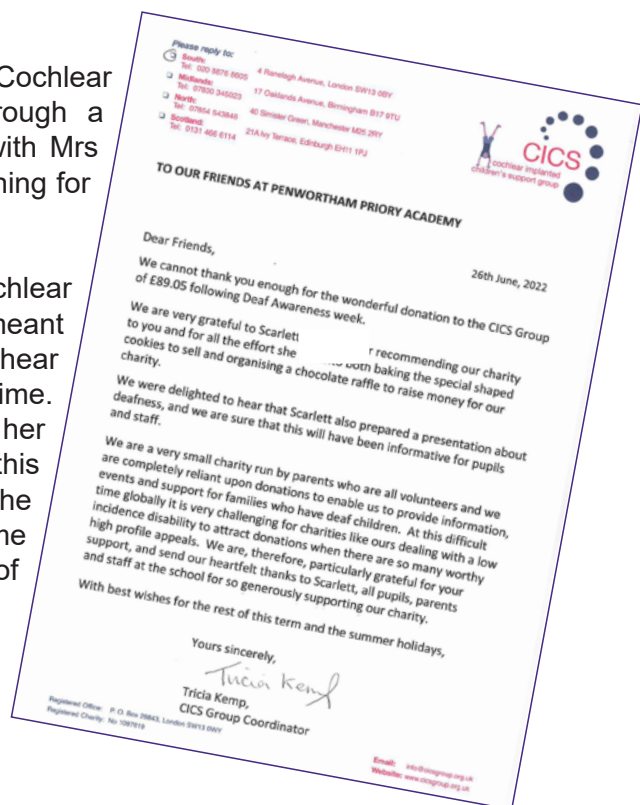 Cochlear
rough a
with Mrs
ning for
chlear
meant
hear
ime.
her
this
he
me
of
Please reply to:
South: 4 Ranelagh Avenue, London SW13 0BY
Tel: 020 8876 8605
Midlands: 17 Oaklands Avenue, Birmingham B17 9TU
Tel: 07930 345023
North: 40 Sinister Green, Manchester M25 2RY
Tel: 07854 643848
Scotland: 21A Ivy Terrace, Edinburgh EH11 1PJ
Tel: 0131 466 6114
CICS
cochlear implanted
children's support group
TO OUR FRIENDS AT PENWORTHAM PRIORY ACADEMY
26th June, 2022
Dear Friends,
We cannot thank you enough for the wonderful donation to the CICS Group
of £89.05 following Deaf Awareness week.
We are very grateful to Scarlett r recommending our charity
to you and for all the effort she both baking the special shaped
cookies to sell and organising a chocolate raffle to raise money for our
charity.
We were delighted to hear that Scarlett also prepared a presentation about
deafness, and we are sure that this will have been informative for pupils
and staff.
We are a very small charity run by parents who are all volunteers and we
are completely reliant upon donations to enable us to provide information,
events and support for families who have deaf children. At this difficult
time globally it is very challenging for charities like ours dealing with a low
incidence disability to attract donations when there are so many worthy
high profile appeals. We are, therefore, particularly grateful for your
support, and send our heartfelt thanks to Scarlett, all pupils, parents
and staff at the school for so generously supporting our charity.
With best wishes for the rest of this term and the summer holidays,
Yours sincerely,
Tricia Kemp
Tricia Kemp,
CICS Group Coordinator
Registered Office: P. O. Box 28843, London SW13 0WY
Registered Charity: No 1097619
Email: info@cicsgroup.org.uk
Website: www.cicsgroup.org.uk